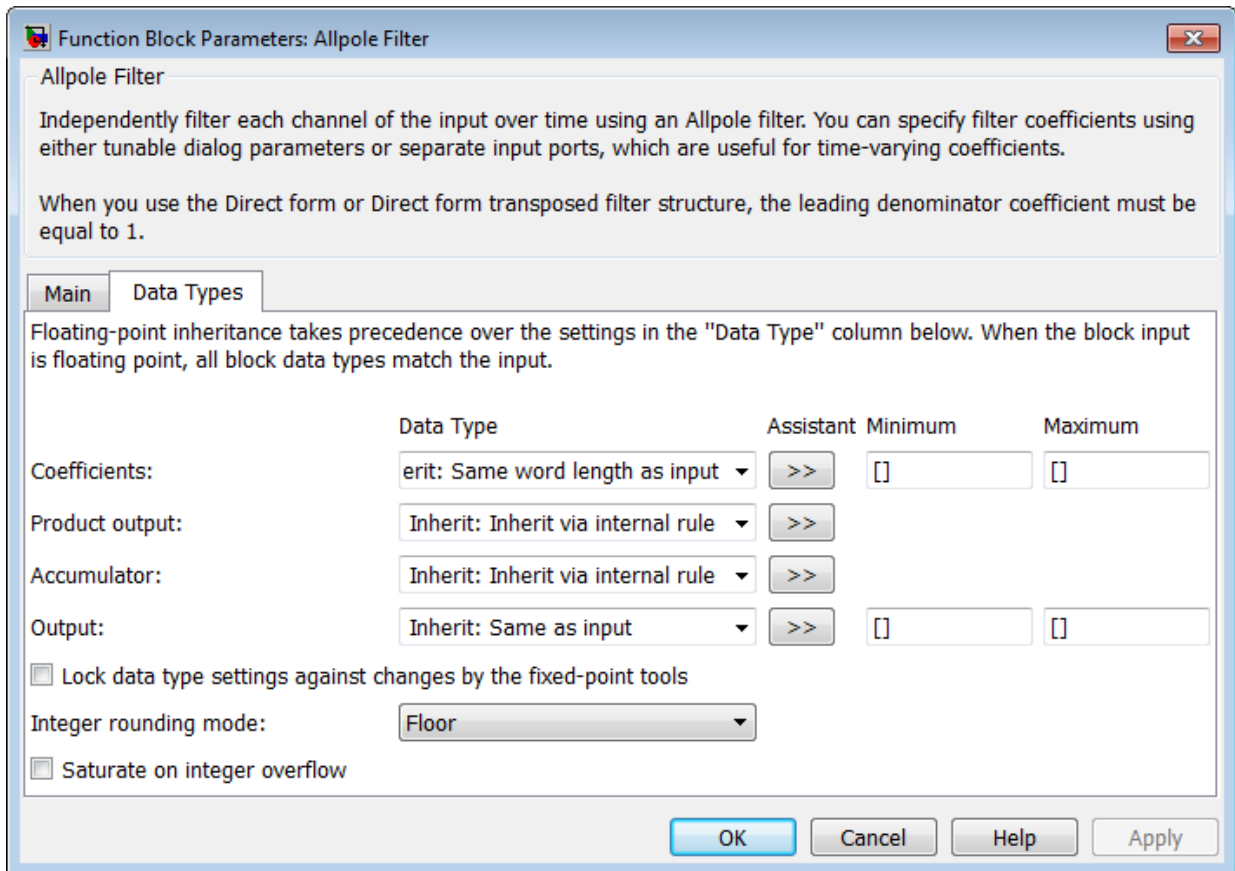 Function Block Parameters: Allpole Filter
Allpole Filter
Independently filter each channel of the input over time using an Allpole filter. You can specify filter coefficients using
either tunable dialog parameters or separate input ports, which are useful for time-varying coefficients.
When you use the Direct form or Direct form transposed filter structure, the leading denominator coefficient must be
equal to 1.
Main Data Types
Floating-point inheritance takes precedence over the settings in the "Data Type" column below. When the block input
is floating point, all block data types match the input.
Data Type Assistant Minimum Maximum
Coefficients: erit: Same word length as input >> [] []
Product output: Inherit: Inherit via internal rule >>
Accumulator: Inherit: Inherit via internal rule >>
Output: Inherit: Same as input >> [] []
Lock data type settings against changes by the fixed-point tools
Integer rounding mode: Floor
Saturate on integer overflow
OK Cancel Help Apply